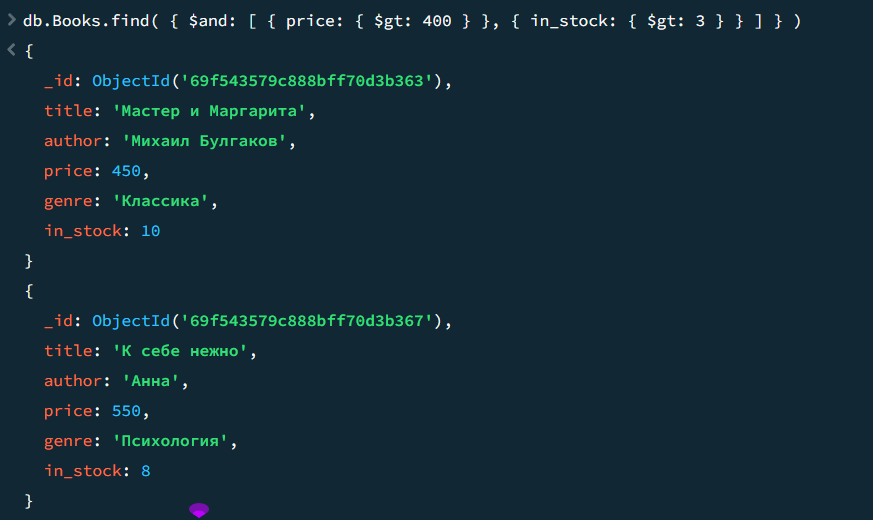 > db.Books.find( { $and: [ { price: { $gt: 400 } }, { in_stock: { $gt: 3 } } ] } )
< {
_id: ObjectId('69f543579c888bff70d3b363'),
title: 'Мастер и Маргарита',
author: 'Михаил Булгаков',
price: 450,
genre: 'Классика',
in_stock: 10
}
{
_id: ObjectId('69f543579c888bff70d3b367'),
title: 'К себе нежно',
author: 'Анна',
price: 550,
genre: 'Психология',
in_stock: 8
}